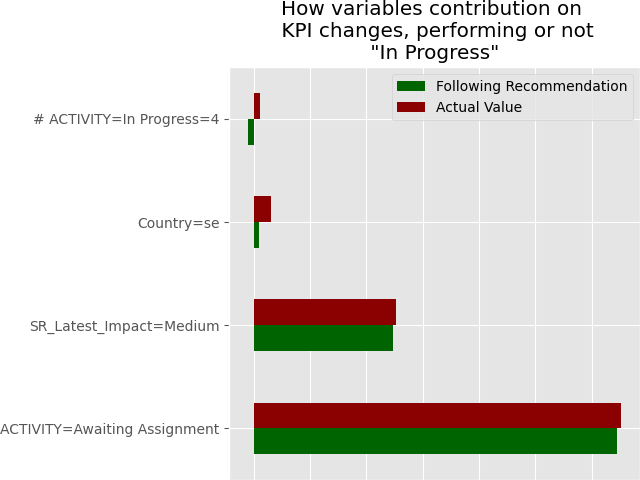 How variables contribution on
KPI changes, performing or not
"In Progress"
Following Recommendation
Actual Value
# ACTIVITY=In Progress=4
Country=se
SR_Latest_Impact=Medium
ACTIVITY=Awaiting Assignment